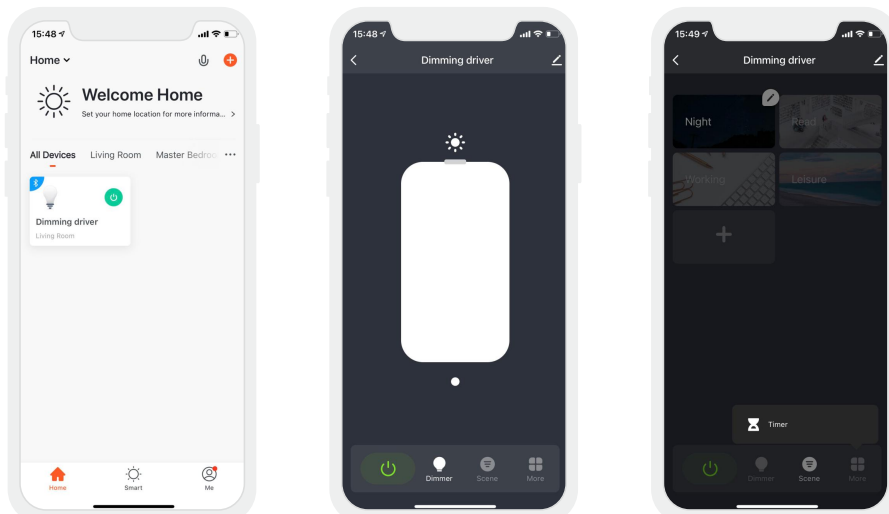 15:48
Home
Welcome Home
Set your home location for more informa...
All Devices
Living Room
Master Bedroo
Dimming driver
Living Room
Home
Smart
Me
15:48
Dimming driver
Dimmer
Scene
More
15:49
Dimming driver
Night
Read
Working
Leisure
Timer
Dimmer
Scene
More